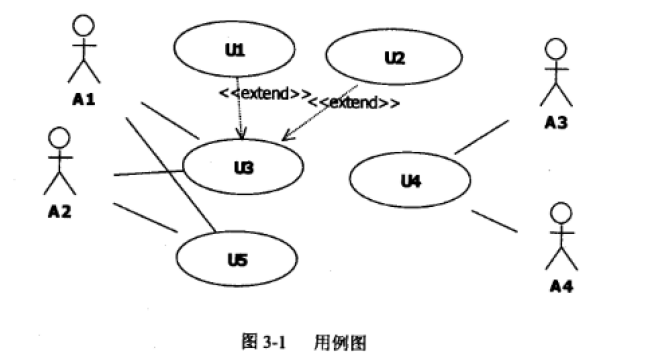 U1
U2
<<extend>>
<<extend>>
A1
A3
U3
A2
U4
U5
A4
图 3-1 用例图